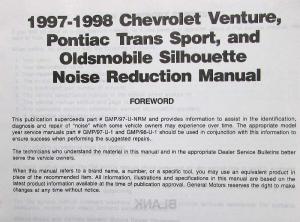 1997-1998 Chevrolet Venture,
Pontiac Trans Sport, and
Oldsmobile Silhouette
Noise Reduction Manual
FOREWORD
This publication supercedes part # GMP/97-U-NRM and provides information to assist in the identification,
diagnosis and repair of "noise" which some vehicle owners may experience over time. The appropriate model
year service manuals part # GMP/97-U-1 and GMP/98-U-1 should be used in conjunction with this information to
ensure success when performing the suggested repairs.
The technicians who understand the material in this manual and in the appropriate Dealer Service Bulletins better
serve the vehicle owners.
When this manual refers to a brand name, a number, or a specific tool, you may use an equivalent product in
place of the recommended item. All information, illustrations and specifications in this manual are based on the
latest product information available at the time of publication approval. General Motors reserves the right to make
changes at any time without notice.
BLANK